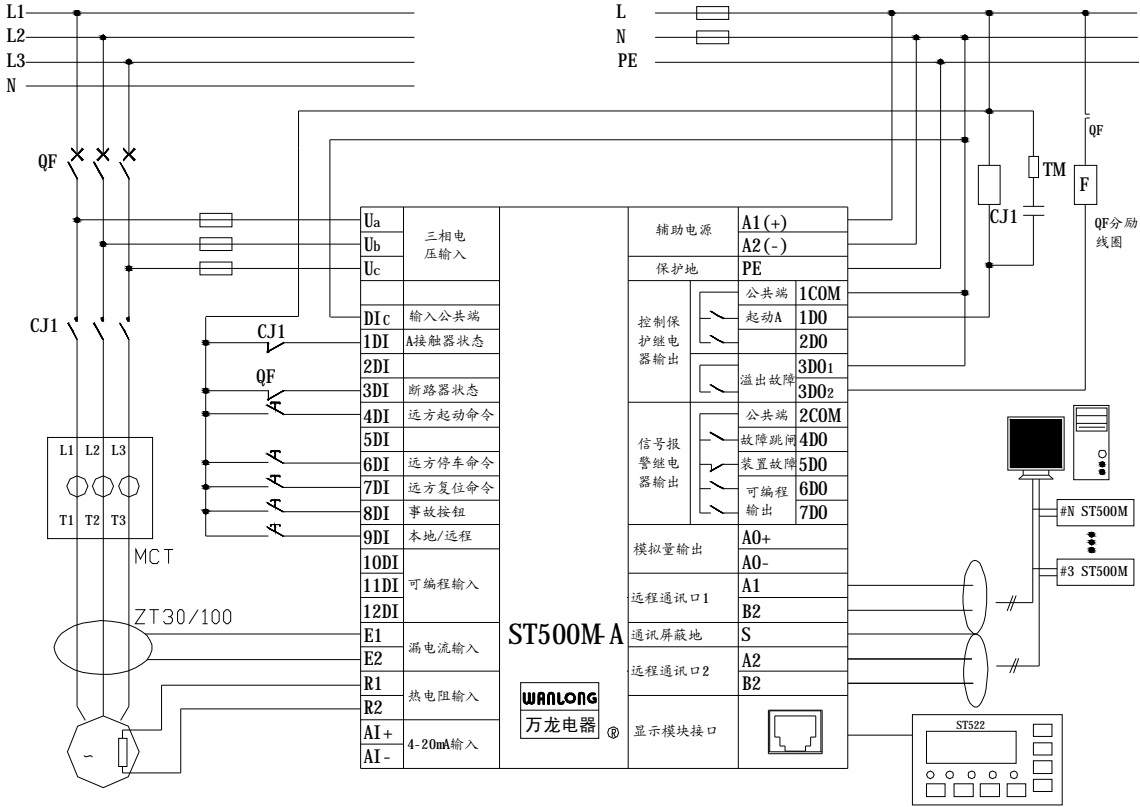 L1
L2
L3
N
L
N
PE
QF
QF
TM
F
CJ1
QF分励
线圈
CJ1
Ua
Ub
Uc
三相电
压输入
DIc 输入公共端
CJ1
1DI A接触器状态
2DI
QF
3DI 断路器状态
4DI 远方起动命令
5DI
6DI 远方停车命令
7DI 远方复位命令
8DI 事故按钮
9DI 本地/远程
10DI
11DI 可编程输入
12DI
E1
E2
漏电流输入
R1
R2
热电阻输入
AI+
AI-
4-20mA输入
ST500M-A
WANLONG
万龙电器 ®
辅助电源
A1(+)
A2(-)
保护地 PE
控制保
护继电
器输出
公共端 1COM
起动A 1DO
2DO
溢出故障
3DO1
3DO2
信号报
警继电
器输出
公共端 2COM
故障跳闸 4DO
装置故障 5DO
可编程
输出
6DO
7DO
模拟量输出
AO+
AO-
远程通讯口1
A1
B2
通讯屏蔽地 S
远程通讯口2
A2
B2
显示模块接口
L1 L2 L3
T1 T2 T3
MCT
ZT30/100
~
#N ST500M
#3 ST500M
ST522